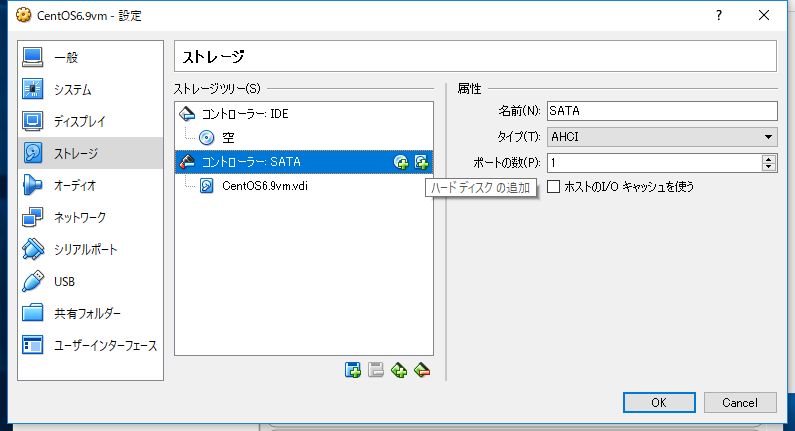 CentOS6.9vm - 設定
?
一般
システム
ディスプレイ
ストレージ
オーディオ
ネットワーク
シリアルポート
USB
共有フォルダー
ユーザーインターフェース
ストレージ
ストレージツリー(S)
コントローラー: IDE
空
コントローラー: SATA
CentOS6.9vm.vdi
ハード ディスク の追加
属性
名前(N): SATA
タイプ(T): AHCI
ポートの数(P): 1
ホストのI/O キャッシュを使う
OK
Cancel